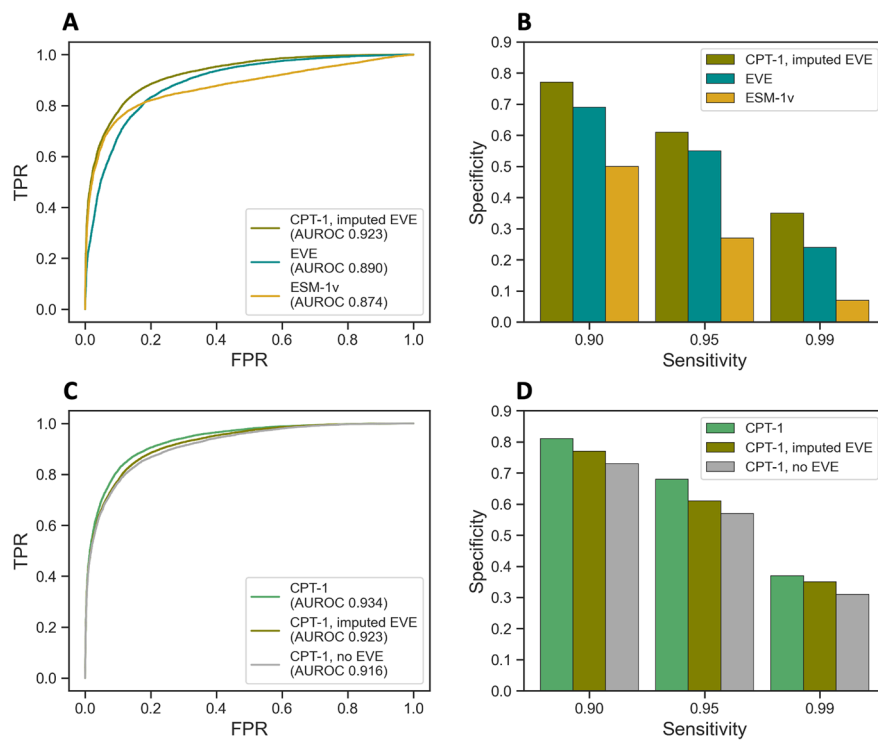 A
1.0
0.8
0.6
0.4
0.2
0.0
TPR
0.0 0.2 0.4 0.6 0.8 1.0
FPR
CPT-1, imputed EVE
(AUROC 0.923)
EVE
(AUROC 0.890)
ESM-1v
(AUROC 0.874)
B
0.9
0.8
0.7
0.6
0.5
0.4
0.3
0.2
0.1
0.0
Specificity
0.90 0.95 0.99
Sensitivity
CPT-1, imputed EVE
EVE
ESM-1v
C
1.0
0.8
0.6
0.4
0.2
0.0
TPR
0.0 0.2 0.4 0.6 0.8 1.0
FPR
CPT-1
(AUROC 0.934)
CPT-1, imputed EVE
(AUROC 0.923)
CPT-1, no EVE
(AUROC 0.916)
D
0.9
0.8
0.7
0.6
0.5
0.4
0.3
0.2
0.1
0.0
Specificity
0.90 0.95 0.99
Sensitivity
CPT-1
CPT-1, imputed EVE
CPT-1, no EVE